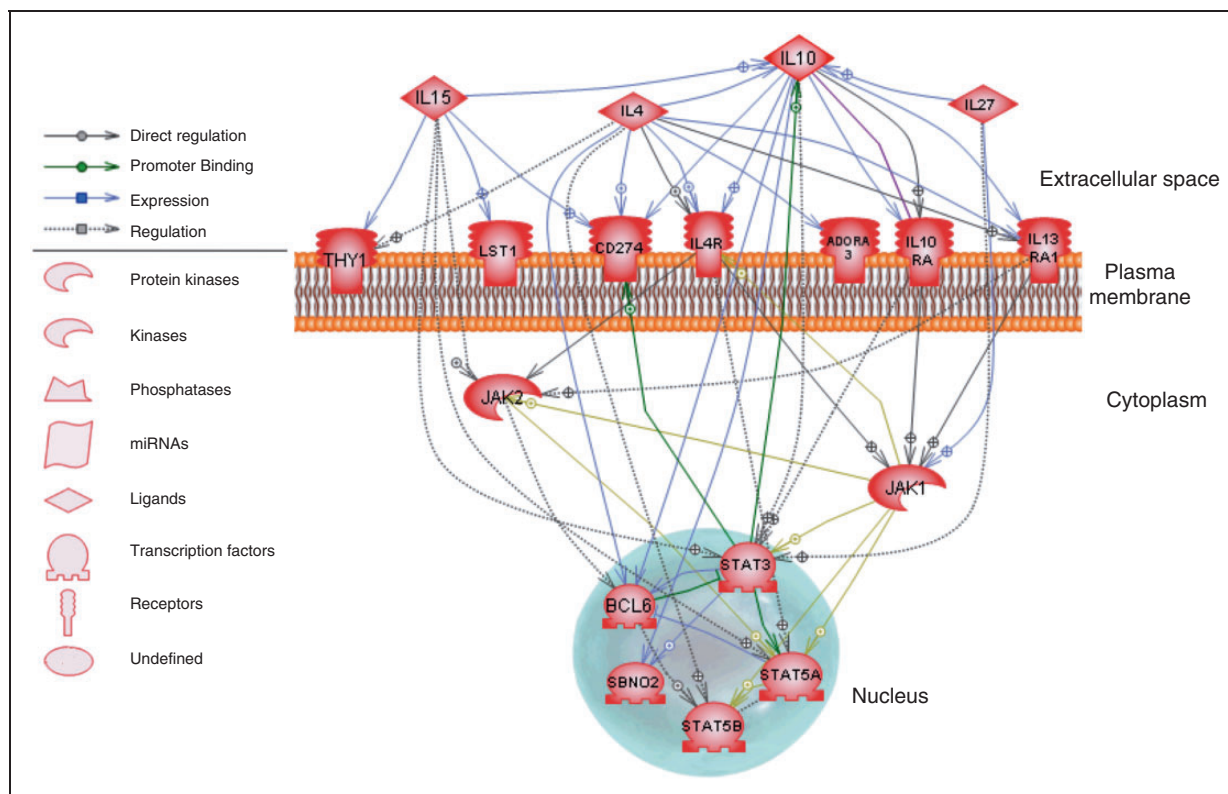 IL10
IL15
IL4
IL27
Direct regulation
Promoter Binding
Expression
Regulation
Extracellular space
THY1
LST1
CD274
IL4R
ADORA
3
IL10
RA
IL13
RA1
Plasma
membrane
Protein kinases
Kinases
Phosphatases
miRNAs
Ligands
Transcription factors
Receptors
Undefined
JAK2
Cytoplasm
JAK1
STAT3
BCL6
SBNO2
STAT5A
STAT5B
Nucleus